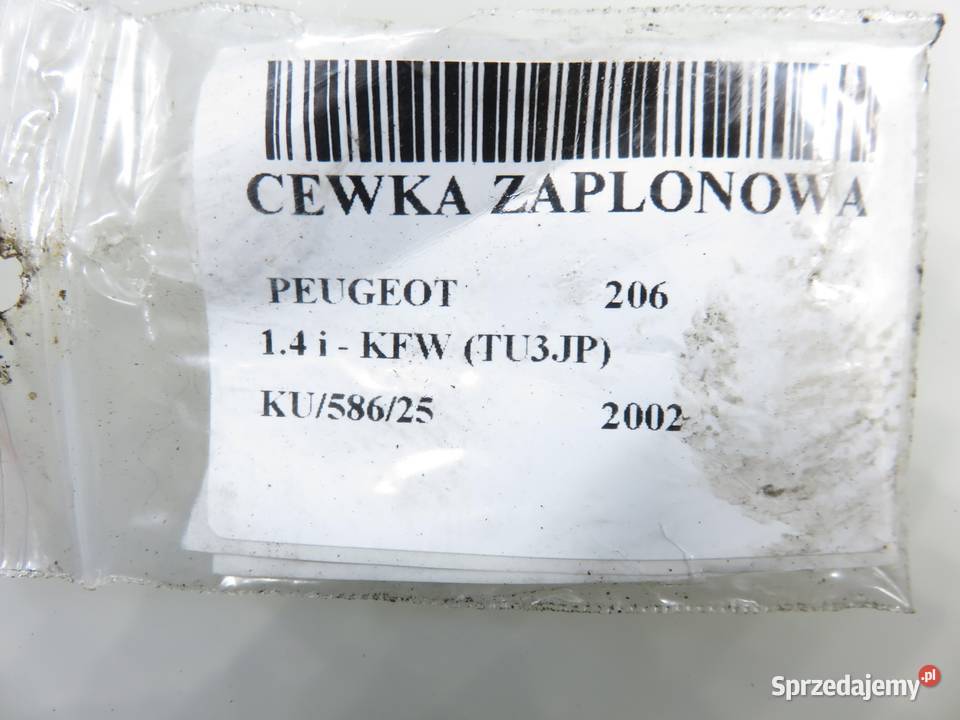 CEWKA ZAPLONOWA
PEUGEOT 206
1.4 i - KFW (TU3JP)
KU/586/25 2002
Sprzedajemy.pl